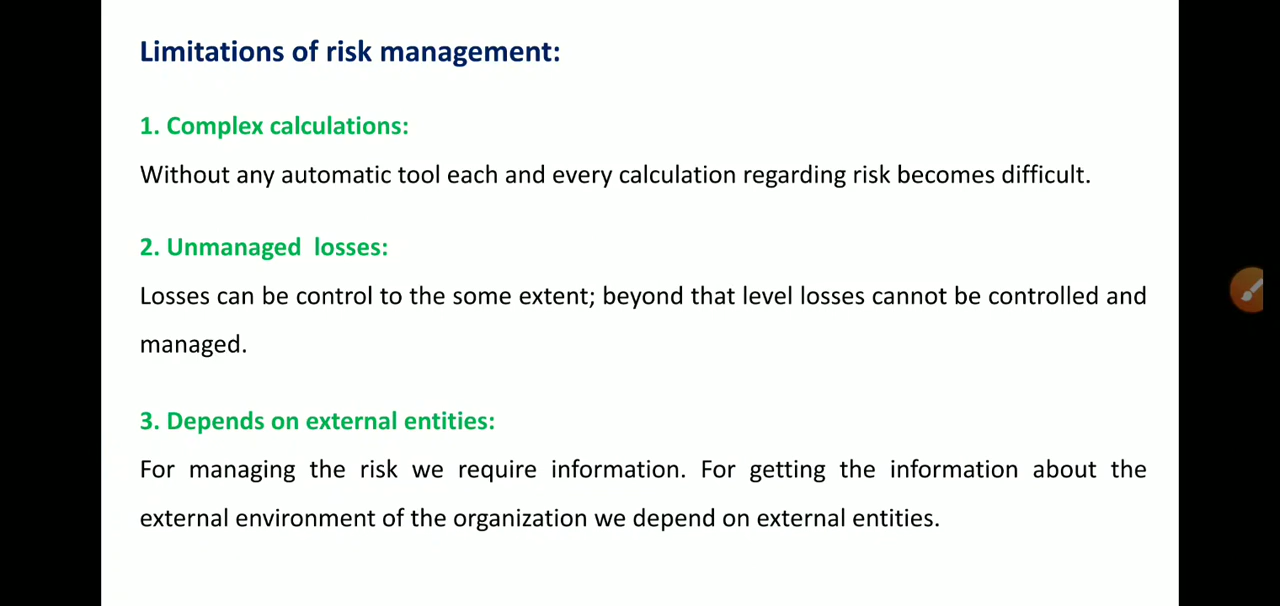 Limitations of risk management:
1. Complex calculations:
Without any automatic tool each and every calculation regarding risk becomes difficult.
2. Unmanaged losses:
Losses can be control to the some extent; beyond that level losses cannot be controlled and
managed.
3. Depends on external entities:
For managing the risk we require information. For getting the information about the
external environment of the organization we depend on external entities.